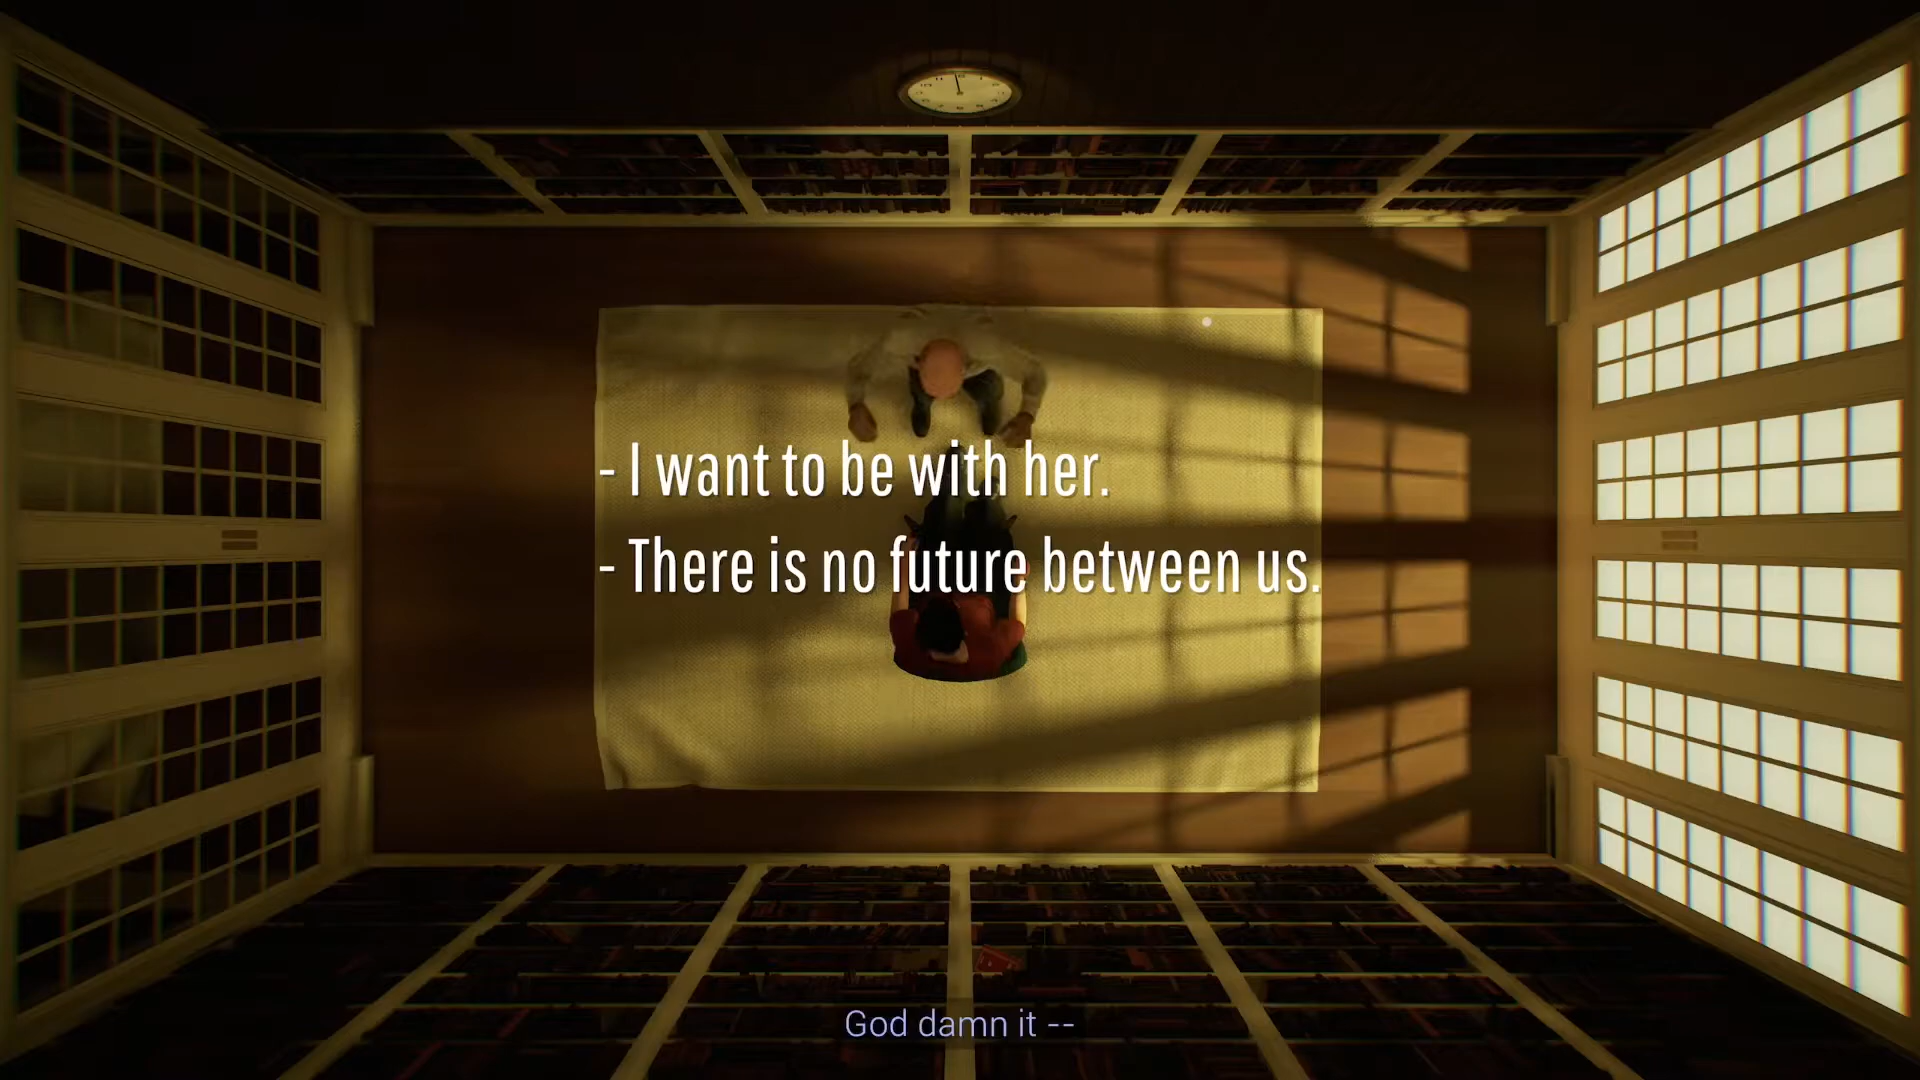 - I want to be with her.
- There is no future between us.
God damn it --